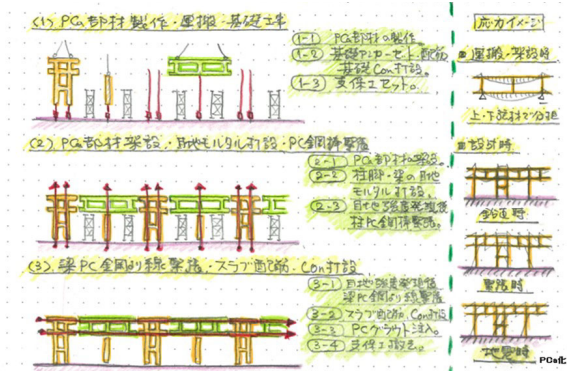 (1) PCa部材製作・運搬・基礎工事
1-1 PCa部材の製作
1-2 基礎アンカーセット・配筋
基礎Con打設。
1-3 支保工セット。
(2) PCa部材架設・目地モルタル打設・PC鋼棒緊張
2-1 PCa部材の架設。
2-2 柱脚・梁の目地
モルタル打設。
2-3 目地強度発現後
柱PC鋼棒緊張。
(3) 梁PC鋼より線緊張・スラブ配筋・Con打設
3-1 目地強度発現後
梁PC鋼より線緊張
3-2 スラブ配筋・Con打設
3-3 PCグラウト注入。
3-4 支保工撤去。
応力イメージ
運搬・架設時
上・下弦材で分担
設計時
鉛直時
緊張時
地震時
PCa化